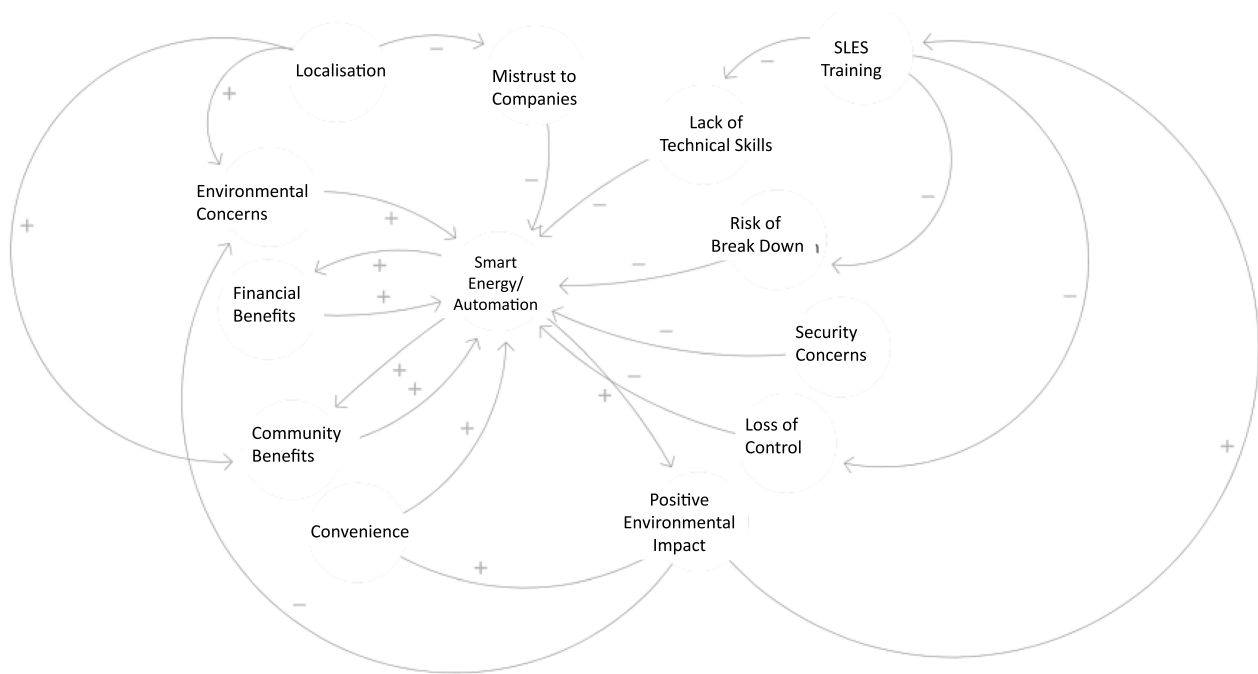 Localisation
Mistrust to
Companies
SLES
Training
Lack of
Technical Skills
Environmental
Concerns
Risk of
Break Down
Smart
Energy/
Automation
Financial
Benefits
Security
Concerns
Community
Benefits
Loss of
Control
Convenience
Positive
Environmental
Impact
+
−
−
+
+
−
−
−
+
−
+
−
−
+
−
+
+
−
+
+
+
−
+